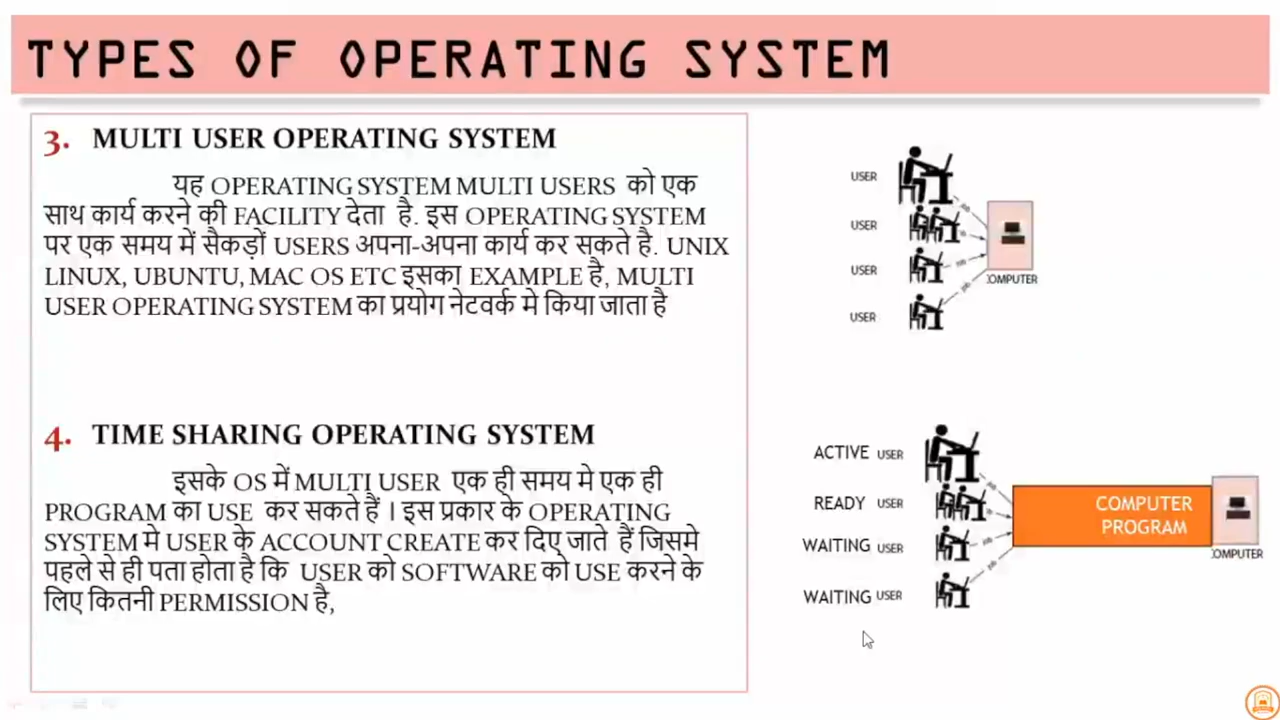 TYPES OF OPERATING SYSTEM
3. MULTI USER OPERATING SYSTEM
यह OPERATING SYSTEM MULTI USERS को एक
साथ कार्य करने की FACILITY देता है. इस OPERATING SYSTEM
पर एक समय में सैकड़ों USERS अपना-अपना कार्य कर सकते है. UNIX
LINUX, UBUNTU, MAC OS ETC इसका EXAMPLE है, MULTI
USER OPERATING SYSTEM का प्रयोग नेटवर्क मे किया जाता है
USER
USER
USER
USER
COMPUTER
4. TIME SHARING OPERATING SYSTEM
इसके OS में MULTI USER एक ही समय मे एक ही
PROGRAM का USE कर सकते हैं । इस प्रकार के OPERATING
SYSTEM मे USER के ACCOUNT CREATE कर दिए जाते हैं जिसमे
पहले से ही पता होता है कि USER को SOFTWARE को USE करने के
लिए कितनी PERMISSION है,
ACTIVE USER
READY USER
WAITING USER
WAITING USER
COMPUTER
PROGRAM
COMPUTER